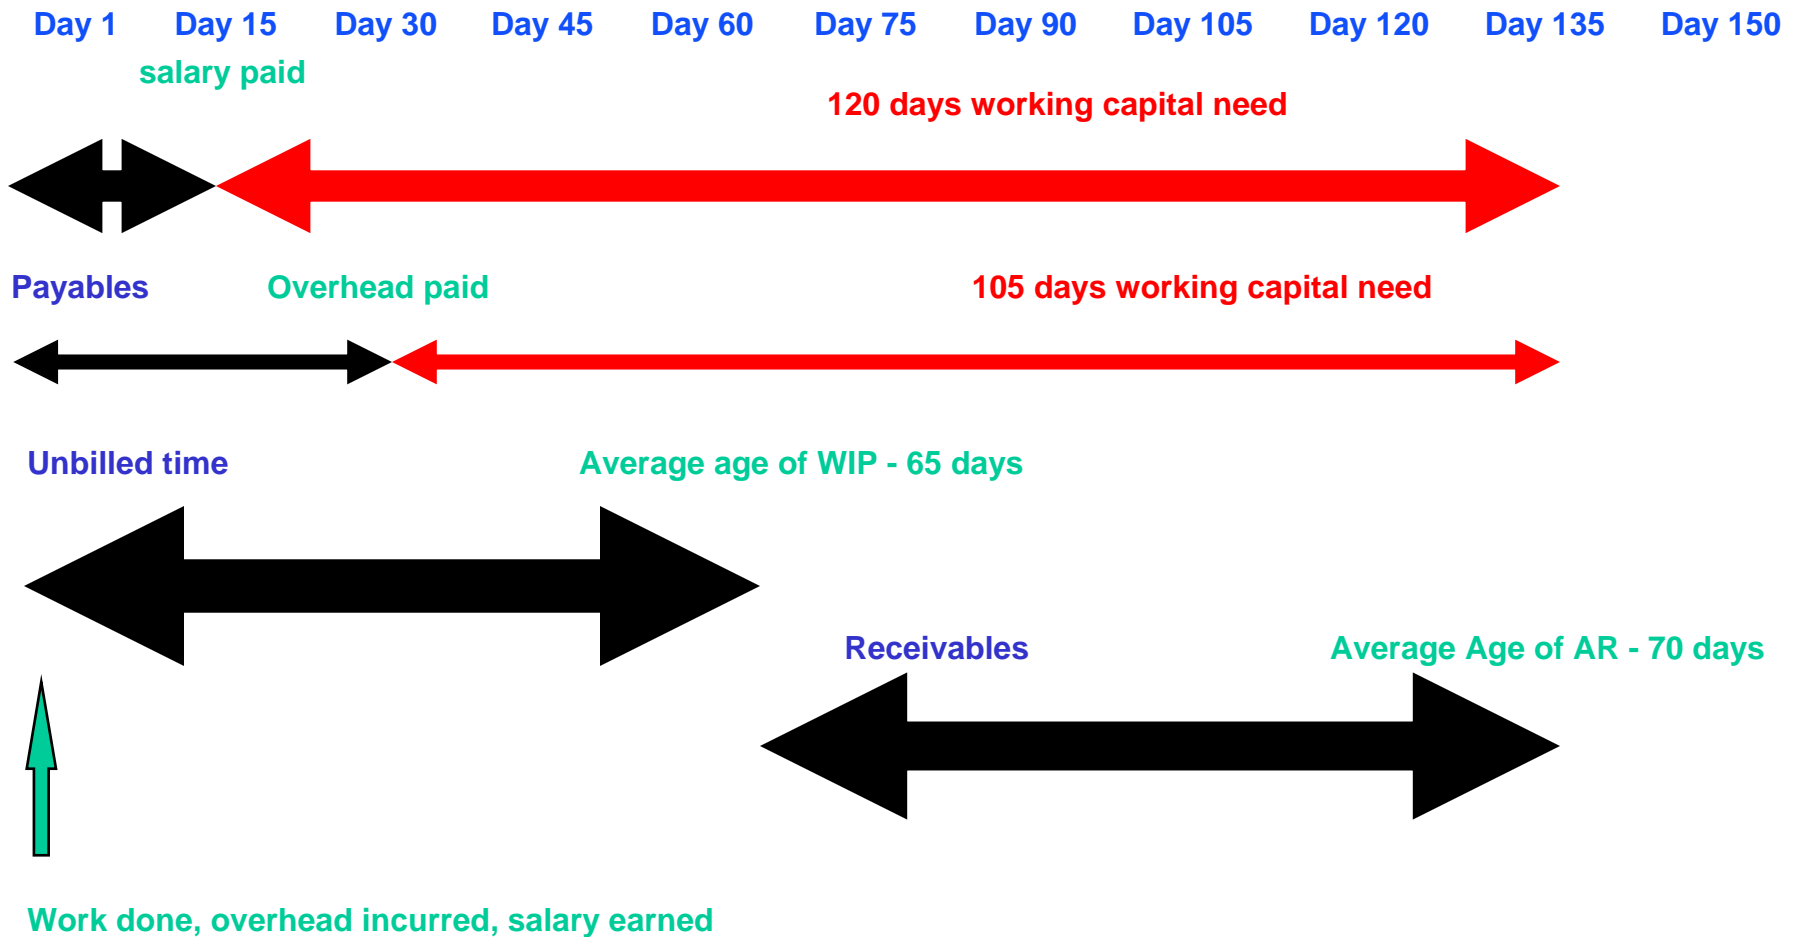 Day 1 Day 15 Day 30 Day 45 Day 60 Day 75 Day 90 Day 105 Day 120 Day 135 Day 150
salary paid
120 days working capital need
Payables Overhead paid 105 days working capital need
Unbilled time Average age of WIP - 65 days
Receivables Average Age of AR - 70 days
Work done, overhead incurred, salary earned